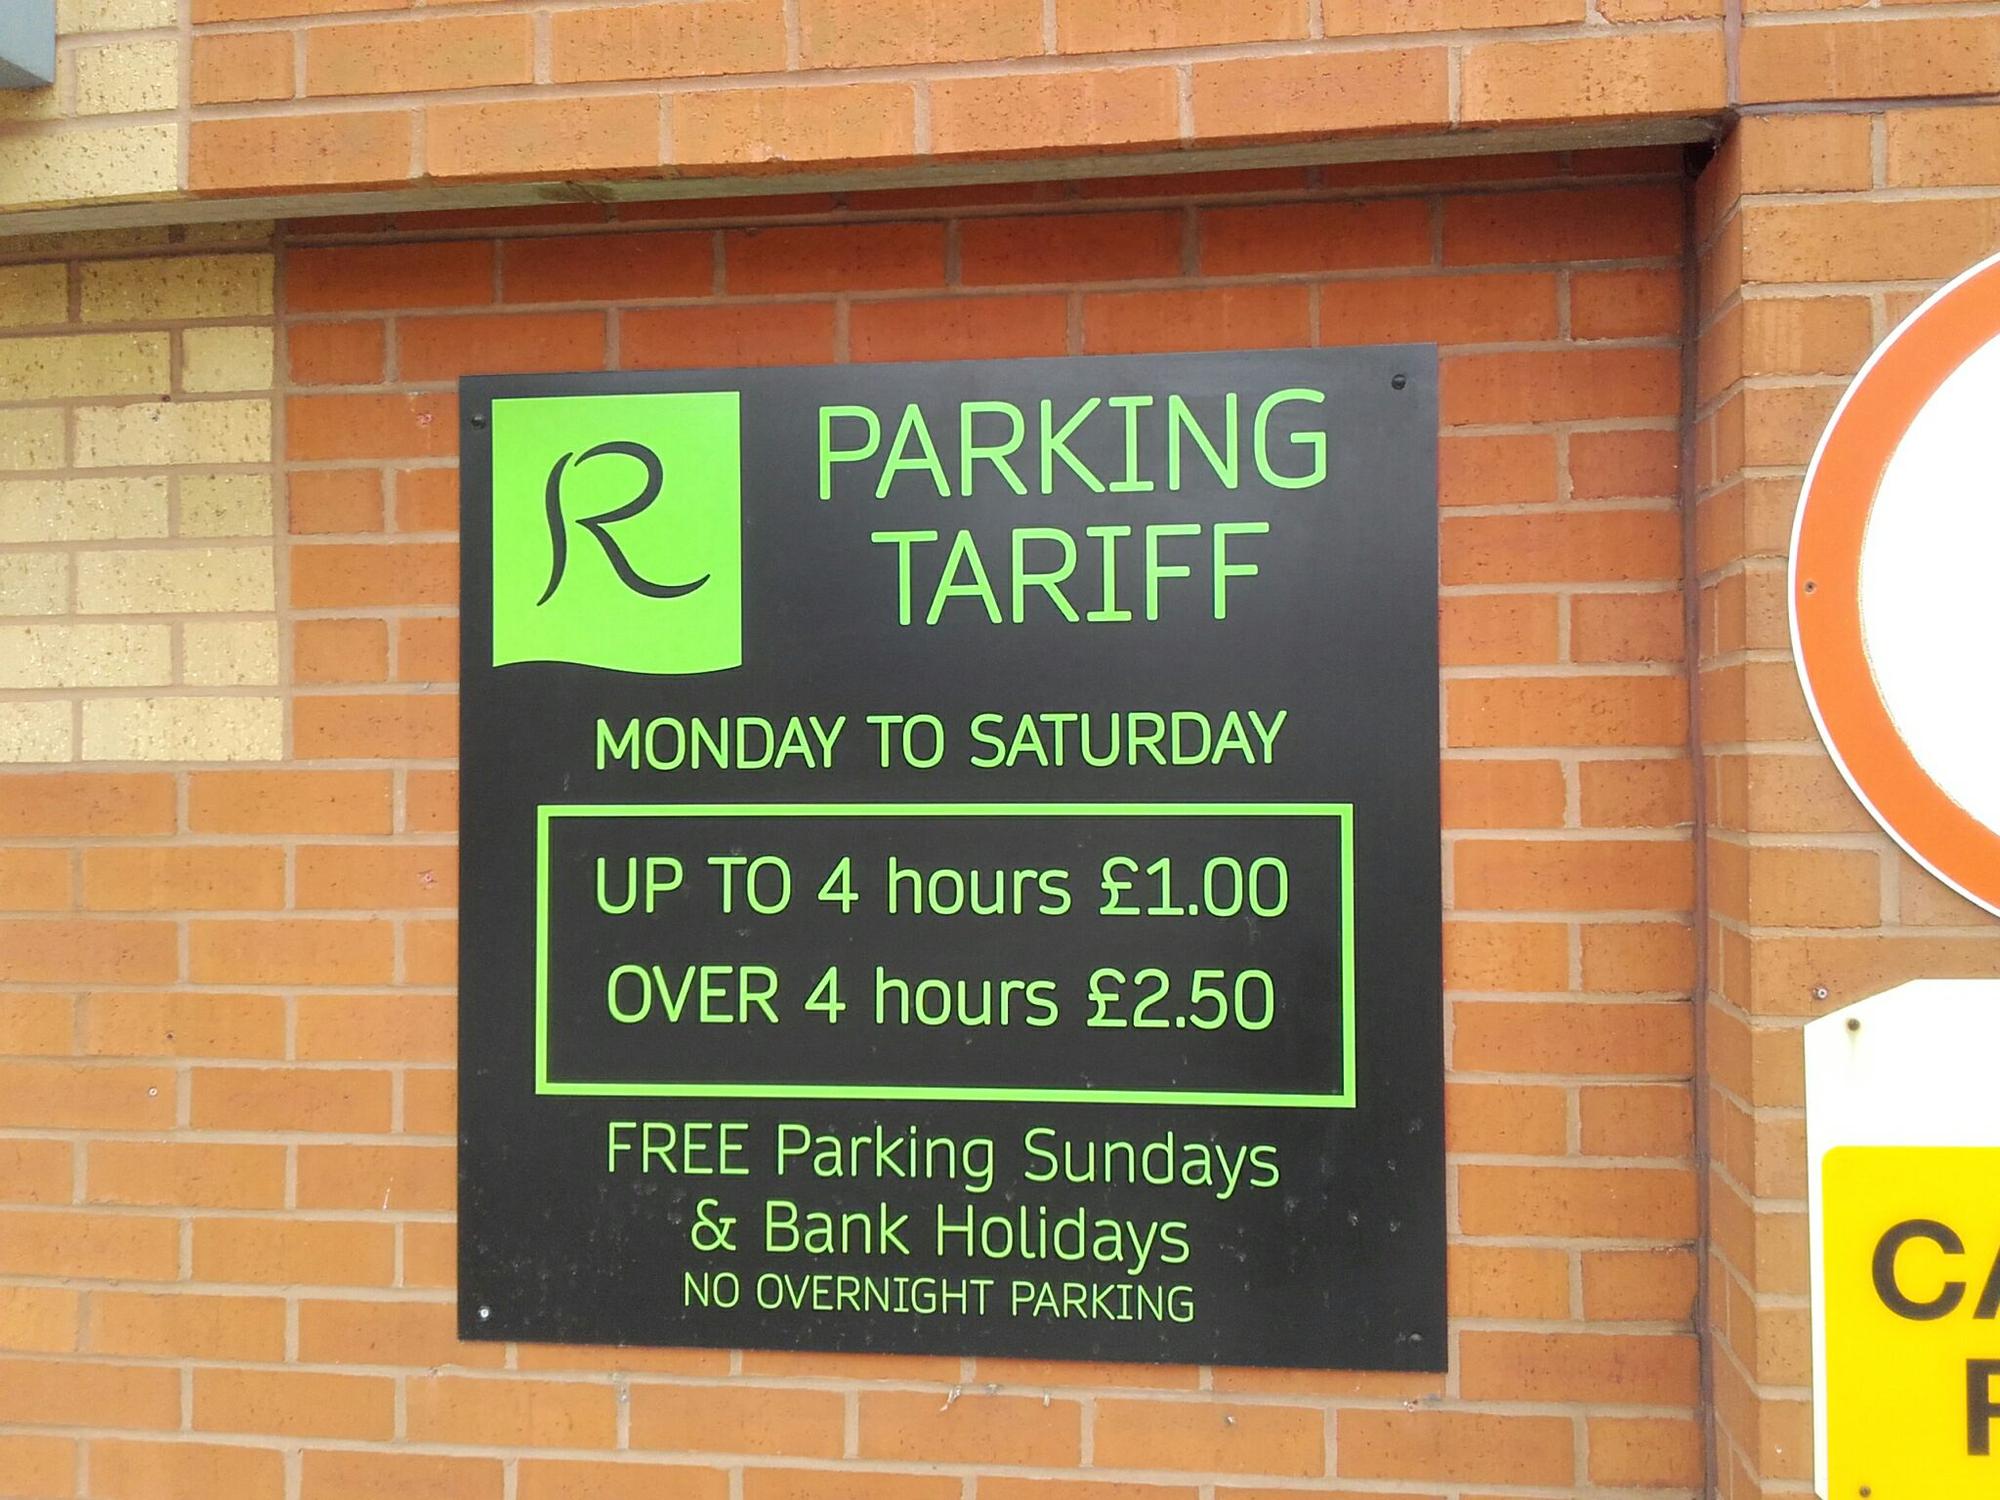 R
PARKING
TARIFF
MONDAY TO SATURDAY
UP TO 4 hours £1.00
OVER 4 hours £2.50
FREE Parking Sundays
& Bank Holidays
NO OVERNIGHT PARKING